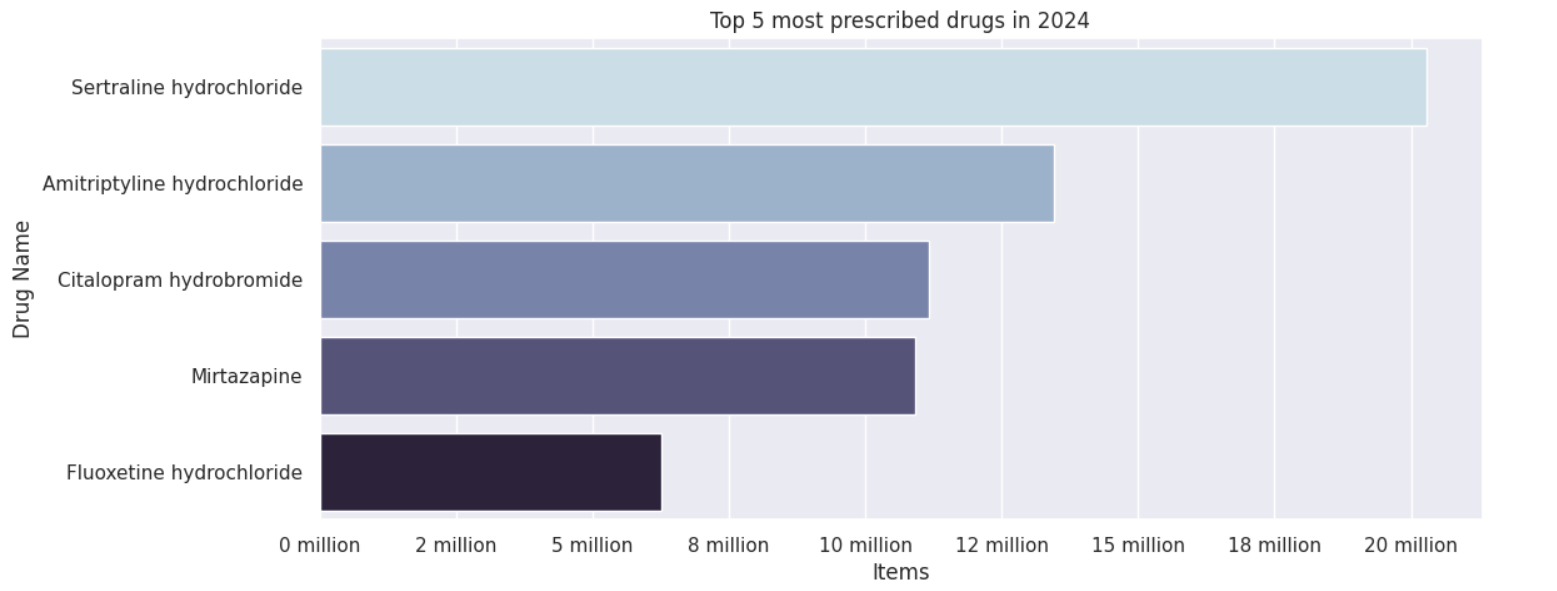 Top 5 most prescribed drugs in 2024
Sertraline hydrochloride
Amitriptyline hydrochloride
Citalopram hydrobromide
Mirtazapine
Fluoxetine hydrochloride
Drug Name
0 million 2 million 5 million 8 million 10 million 12 million 15 million 18 million 20 million
Items